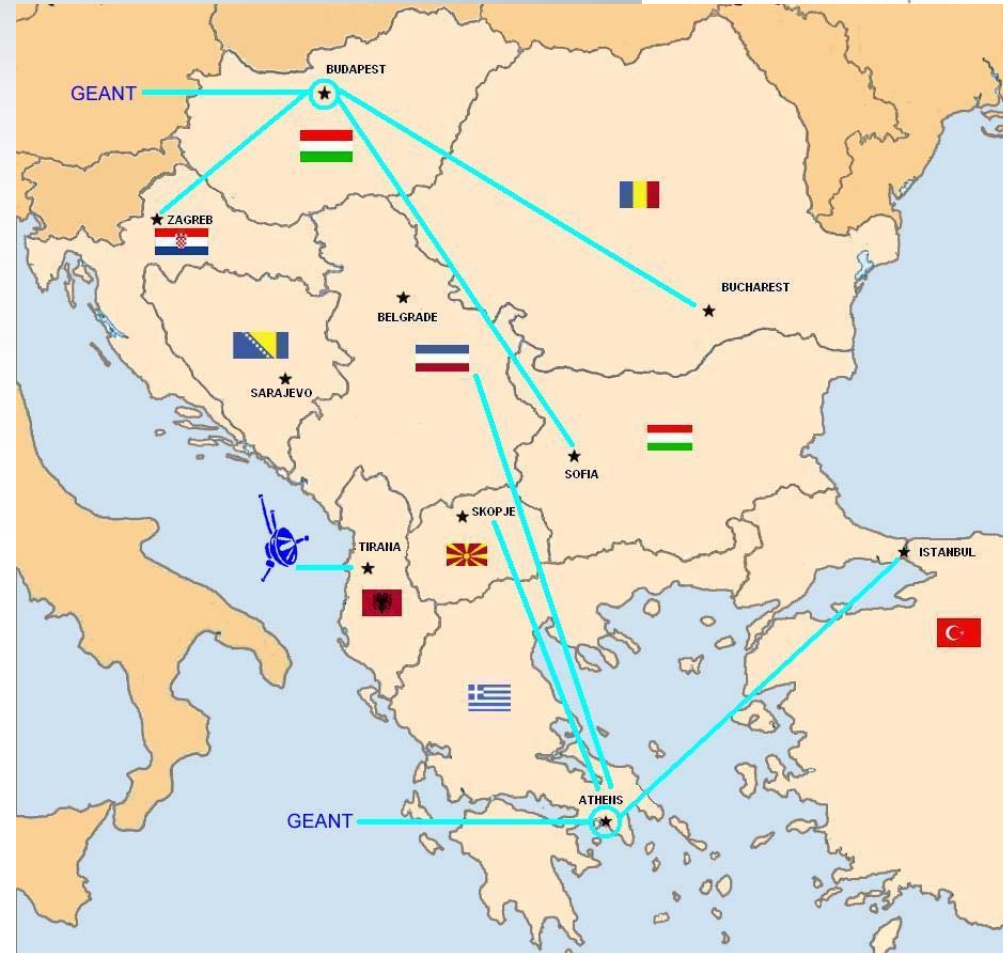 BUDAPEST
GEANT
ZAGREB
BUCHAREST
BELGRADE
SARAJEVO
SOFIA
SKOPJE
TIRANA
ISTANBUL
ATHENS
GEANT